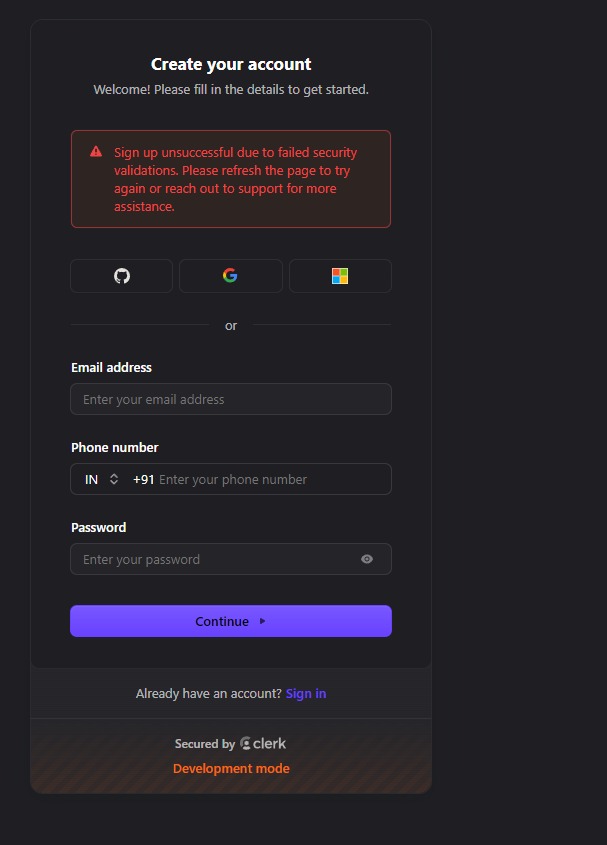 Create your account
Welcome! Please fill in the details to get started.
Sign up unsuccessful due to failed security
validations. Please refresh the page to try
again or reach out to support for more
assistance.
or
Email address
Enter your email address
Phone number
IN +91 Enter your phone number
Password
Enter your password
Continue
Already have an account? Sign in
Secured by clerk
Development mode